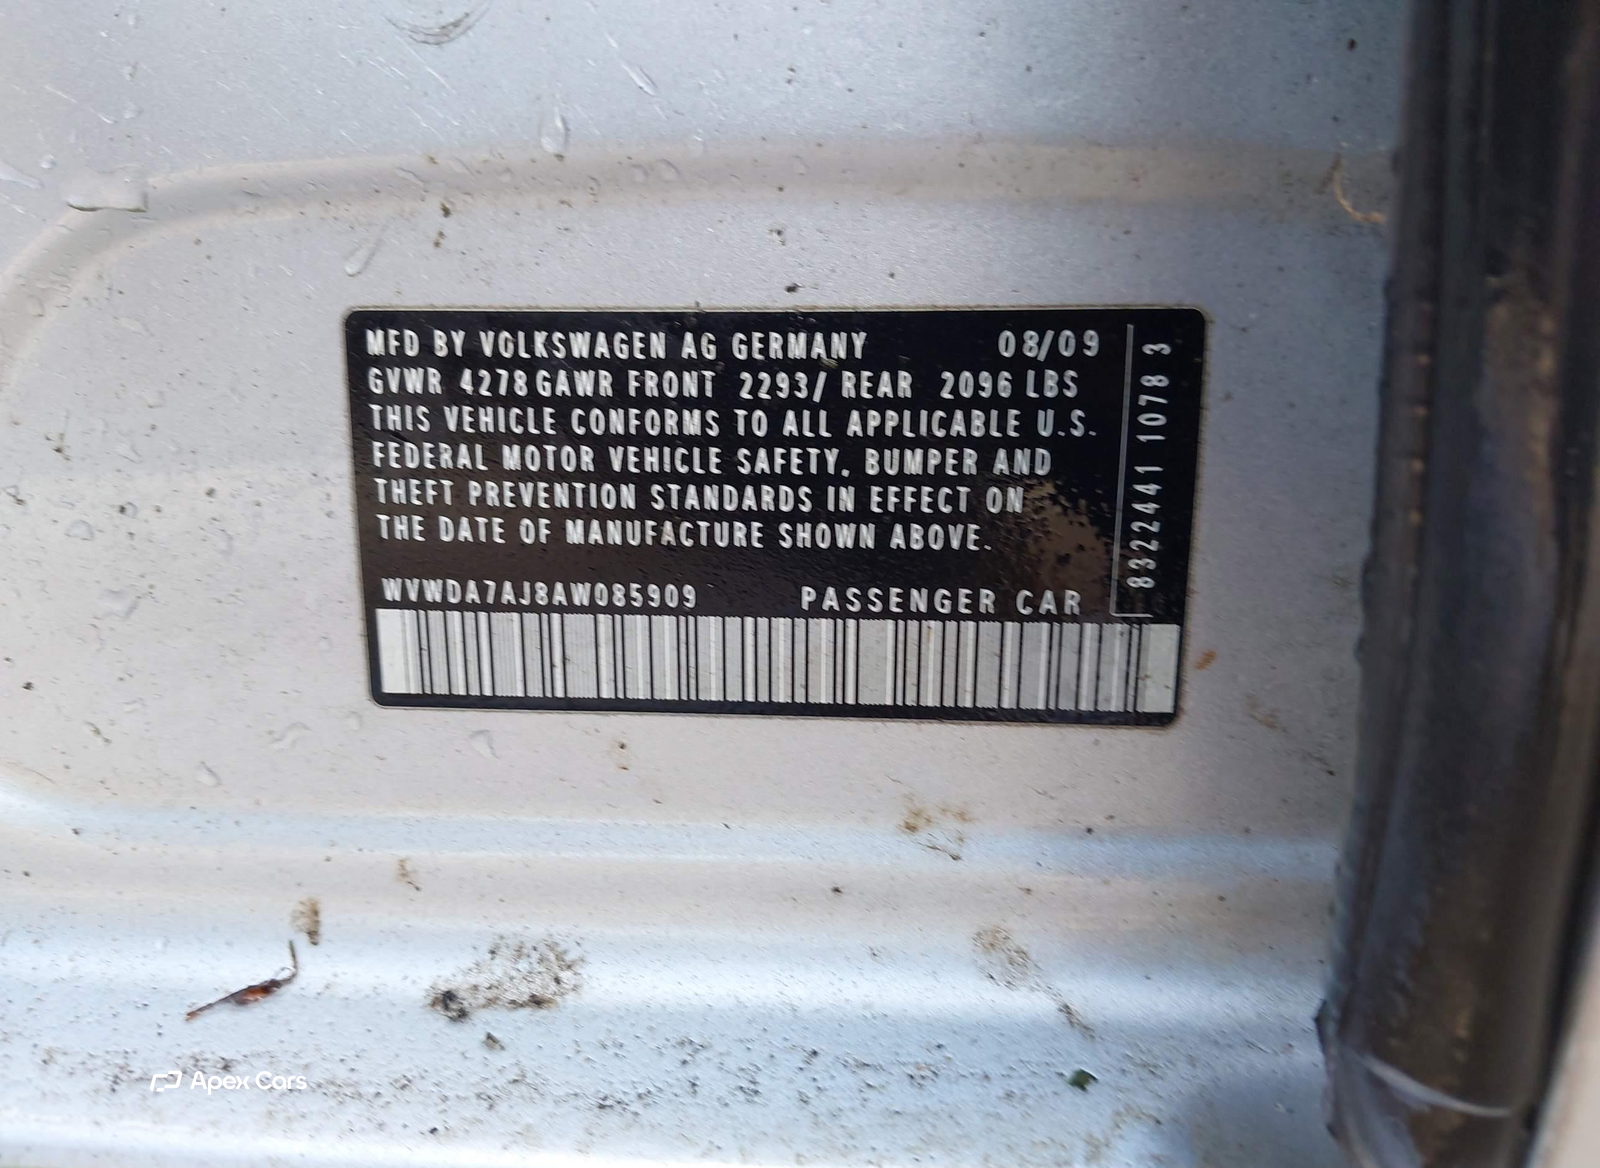 MFD BY VOLKSWAGEN AG GERMANY 08/09
GVWR 4278 GAWR FRONT 2293/ REAR 2096 LBS
THIS VEHICLE CONFORMS TO ALL APPLICABLE U.S.
FEDERAL MOTOR VEHICLE SAFETY, BUMPER AND
THEFT PREVENTION STANDARDS IN EFFECT ON
THE DATE OF MANUFACTURE SHOWN ABOVE.
WVWDA7AJ8AW085909 PASSENGER CAR
83224411078 3
Apex Cars